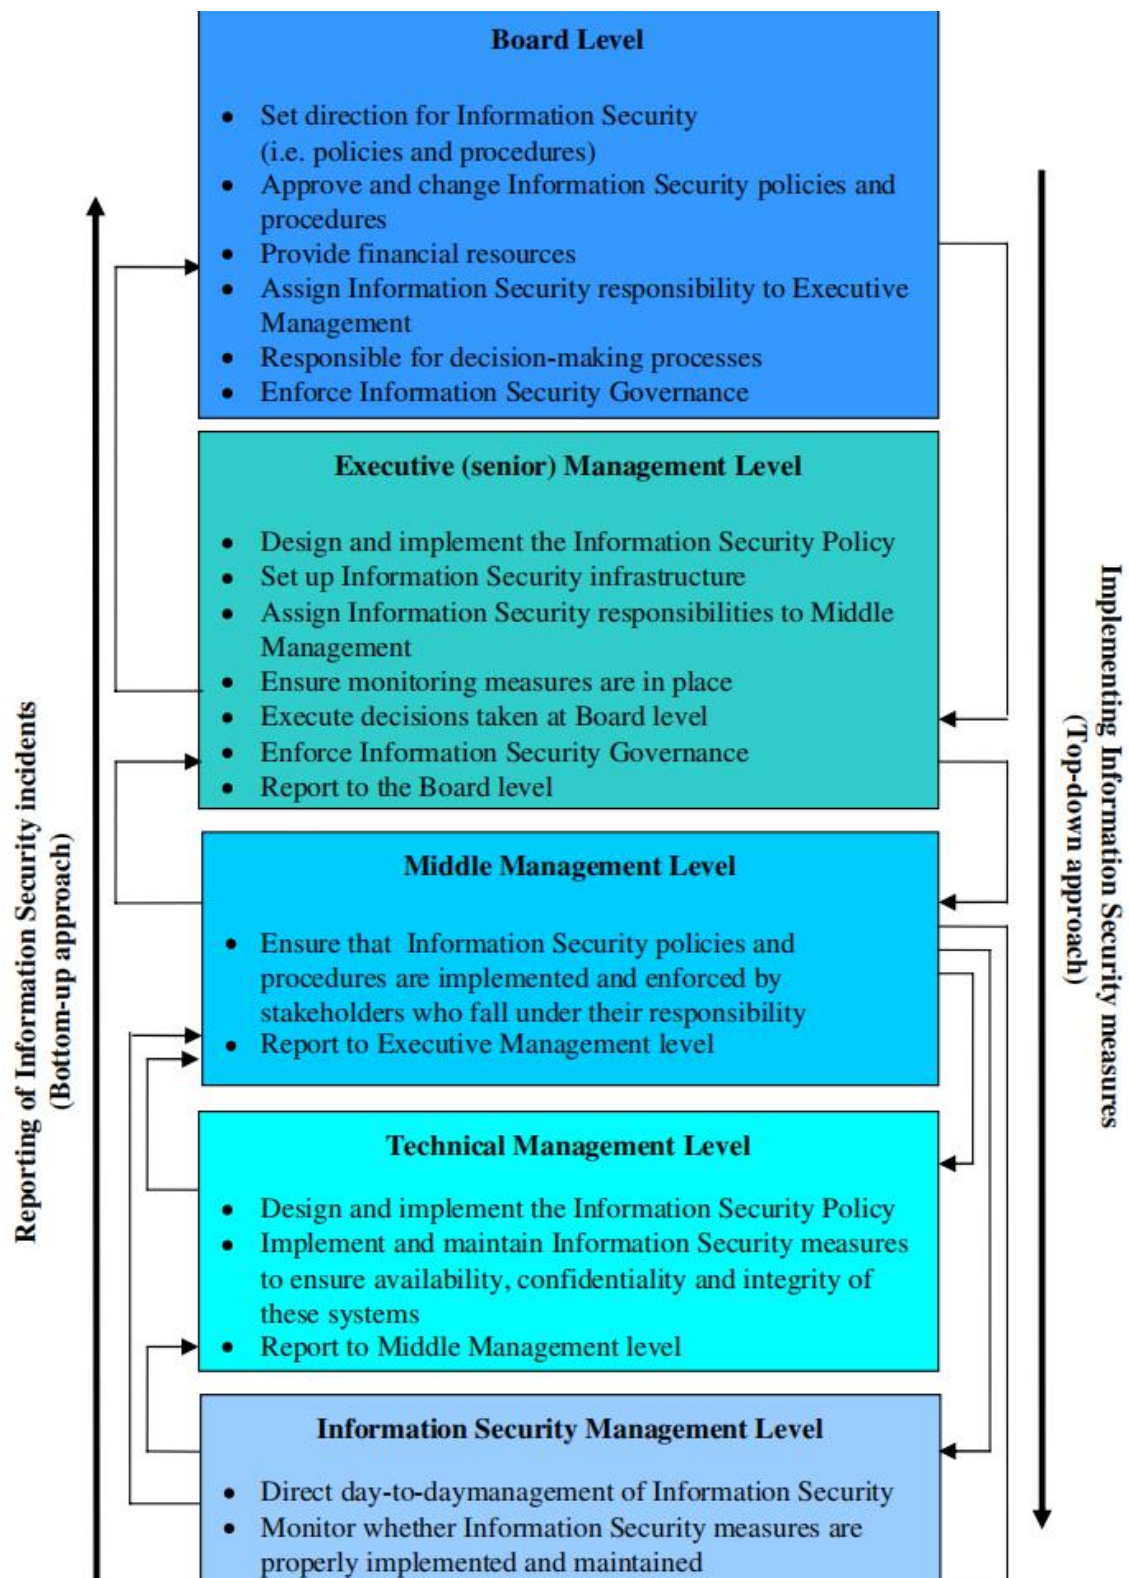 Board Level
• Set direction for Information Security
(i.e. policies and procedures)
• Approve and change Information Security policies and
procedures
• Provide financial resources
• Assign Information Security responsibility to Executive
Management
• Responsible for decision-making processes
• Enforce Information Security Governance
Executive (senior) Management Level
• Design and implement the Information Security Policy
• Set up Information Security infrastructure
• Assign Information Security responsibilities to Middle
Management
• Ensure monitoring measures are in place
• Execute decisions taken at Board level
• Enforce Information Security Governance
• Report to the Board level
Middle Management Level
• Ensure that Information Security policies and
procedures are implemented and enforced by
stakeholders who fall under their responsibility
• Report to Executive Management level
Technical Management Level
• Design and implement the Information Security Policy
• Implement and maintain Information Security measures
to ensure availability, confidentiality and integrity of
these systems
• Report to Middle Management level
Information Security Management Level
• Direct day-to-daymanagement of Information Security
• Monitor whether Information Security measures are
properly implemented and maintained
Reporting of Information Security incidents
(Bottom-up approach)
Implementing Information Security measures
(Top-down approach)